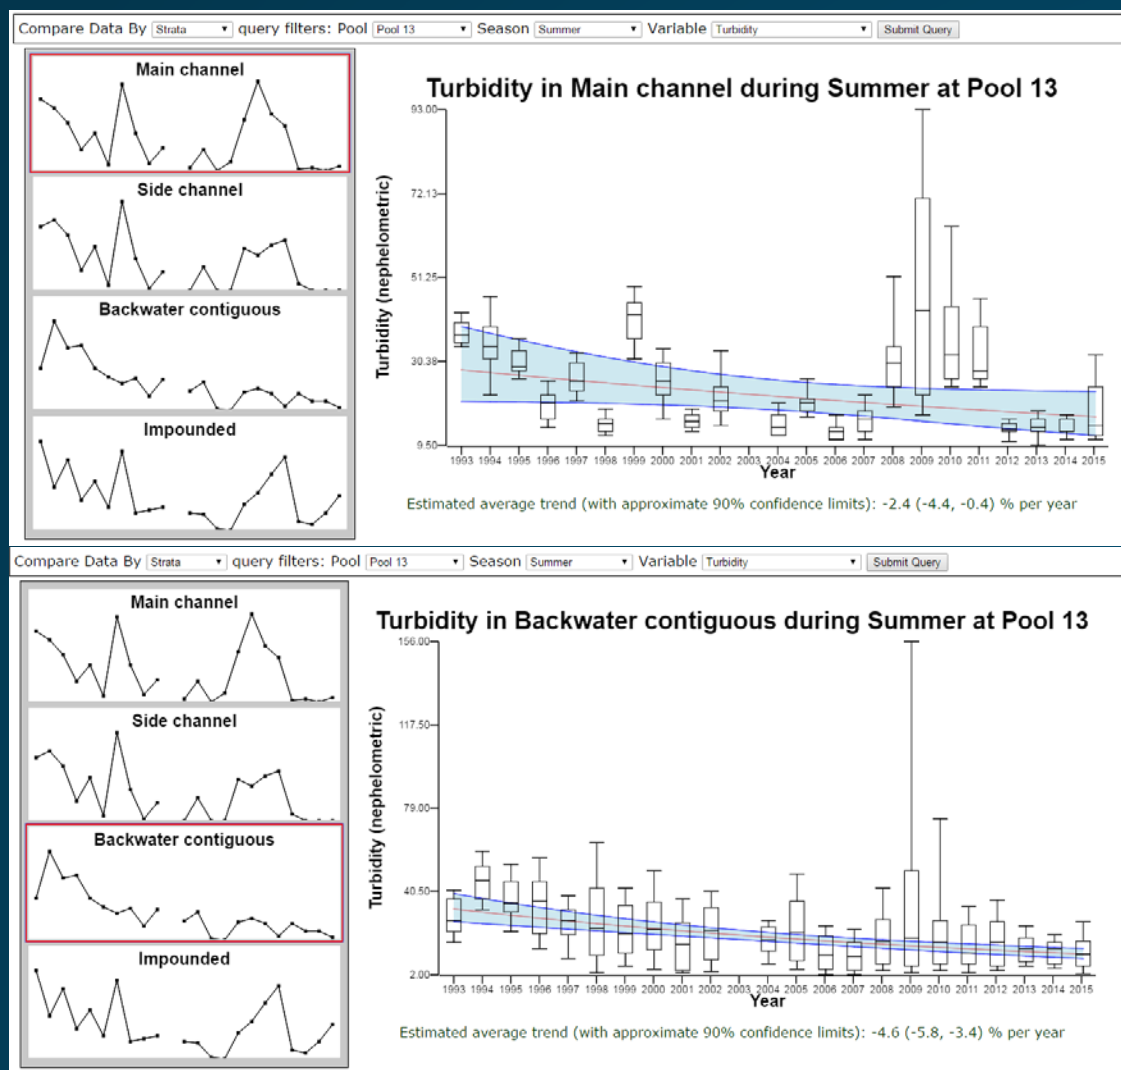 Compare Data By Strata query filters: Pool Pool 13 Season Summer Variable Turbidity Submit Query
Main channel
Side channel
Backwater contiguous
Impounded
Turbidity in Main channel during Summer at Pool 13
Turbidity (nephelometric)
93.00
72.13
51.25
30.38
9.50
1993 1994 1995 1996 1997 1998 1999 2000 2001 2002 2003 2004 2005 2006 2007 2008 2009 2010 2011 2012 2013 2014 2015
Year
Estimated average trend (with approximate 90% confidence limits): -2.4 (-4.4, -0.4) % per year
Compare Data By Strata query filters: Pool Pool 13 Season Summer Variable Turbidity Submit Query
Main channel
Side channel
Backwater contiguous
Impounded
Turbidity in Backwater contiguous during Summer at Pool 13
Turbidity (nephelometric)
156.00
117.50
79.00
40.50
2.00
1993 1994 1995 1996 1997 1998 1999 2000 2001 2002 2003 2004 2005 2006 2007 2008 2009 2010 2011 2012 2013 2014 2015
Year
Estimated average trend (with approximate 90% confidence limits): -4.6 (-5.8, -3.4) % per year